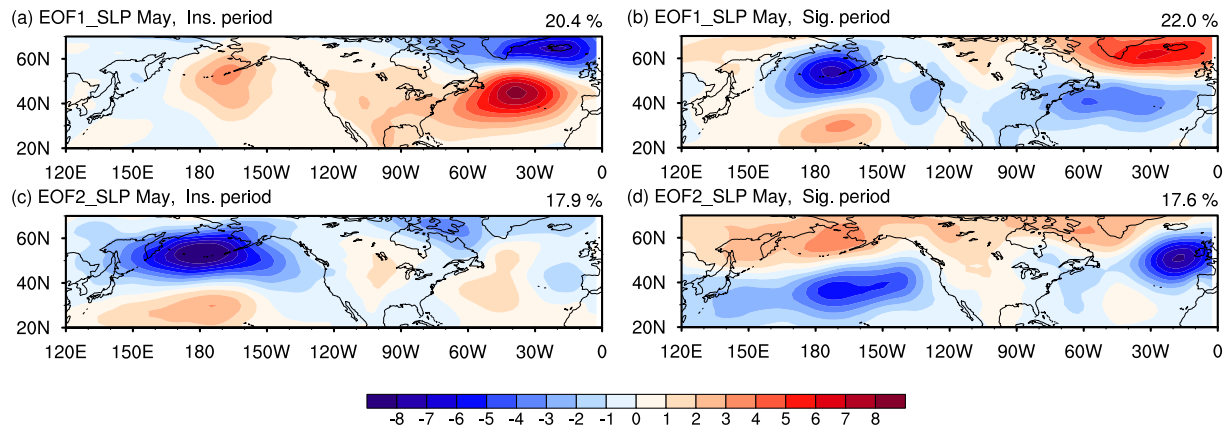 (a) EOF1_SLP May, Ins. period 20.4 %
60N
40N
20N
120E 150E 180 150W 120W 90W 60W 30W 0
(b) EOF1_SLP May, Sig. period 22.0 %
60N
40N
20N
120E 150E 180 150W 120W 90W 60W 30W 0
(c) EOF2_SLP May, Ins. period 17.9 %
60N
40N
20N
120E 150E 180 150W 120W 90W 60W 30W 0
(d) EOF2_SLP May, Sig. period 17.6 %
60N
40N
20N
120E 150E 180 150W 120W 90W 60W 30W 0
-8 -7 -6 -5 -4 -3 -2 -1 0 1 2 3 4 5 6 7 8